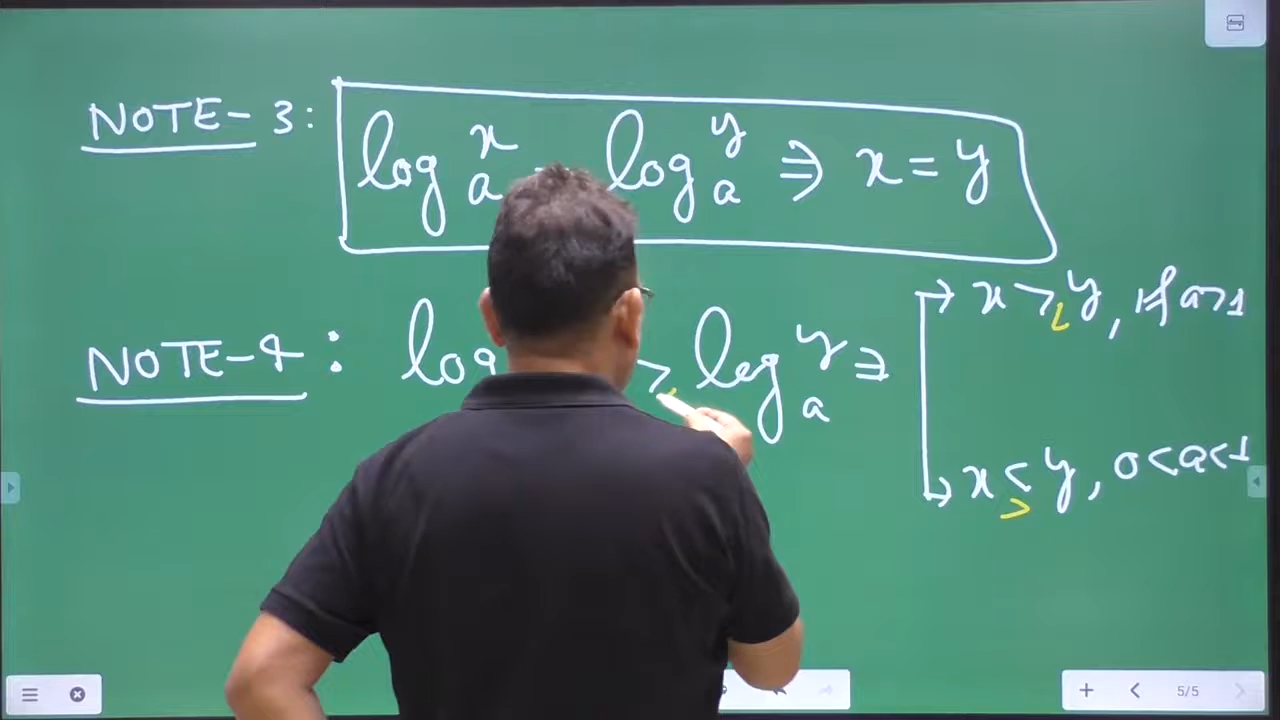 NOTE-3: log_a^x = log_a^y ⇒ x = y
NOTE-4: log > log_a^y ⇒
x > y, if a>1
<
x < y, 0<a<1
>
5/5